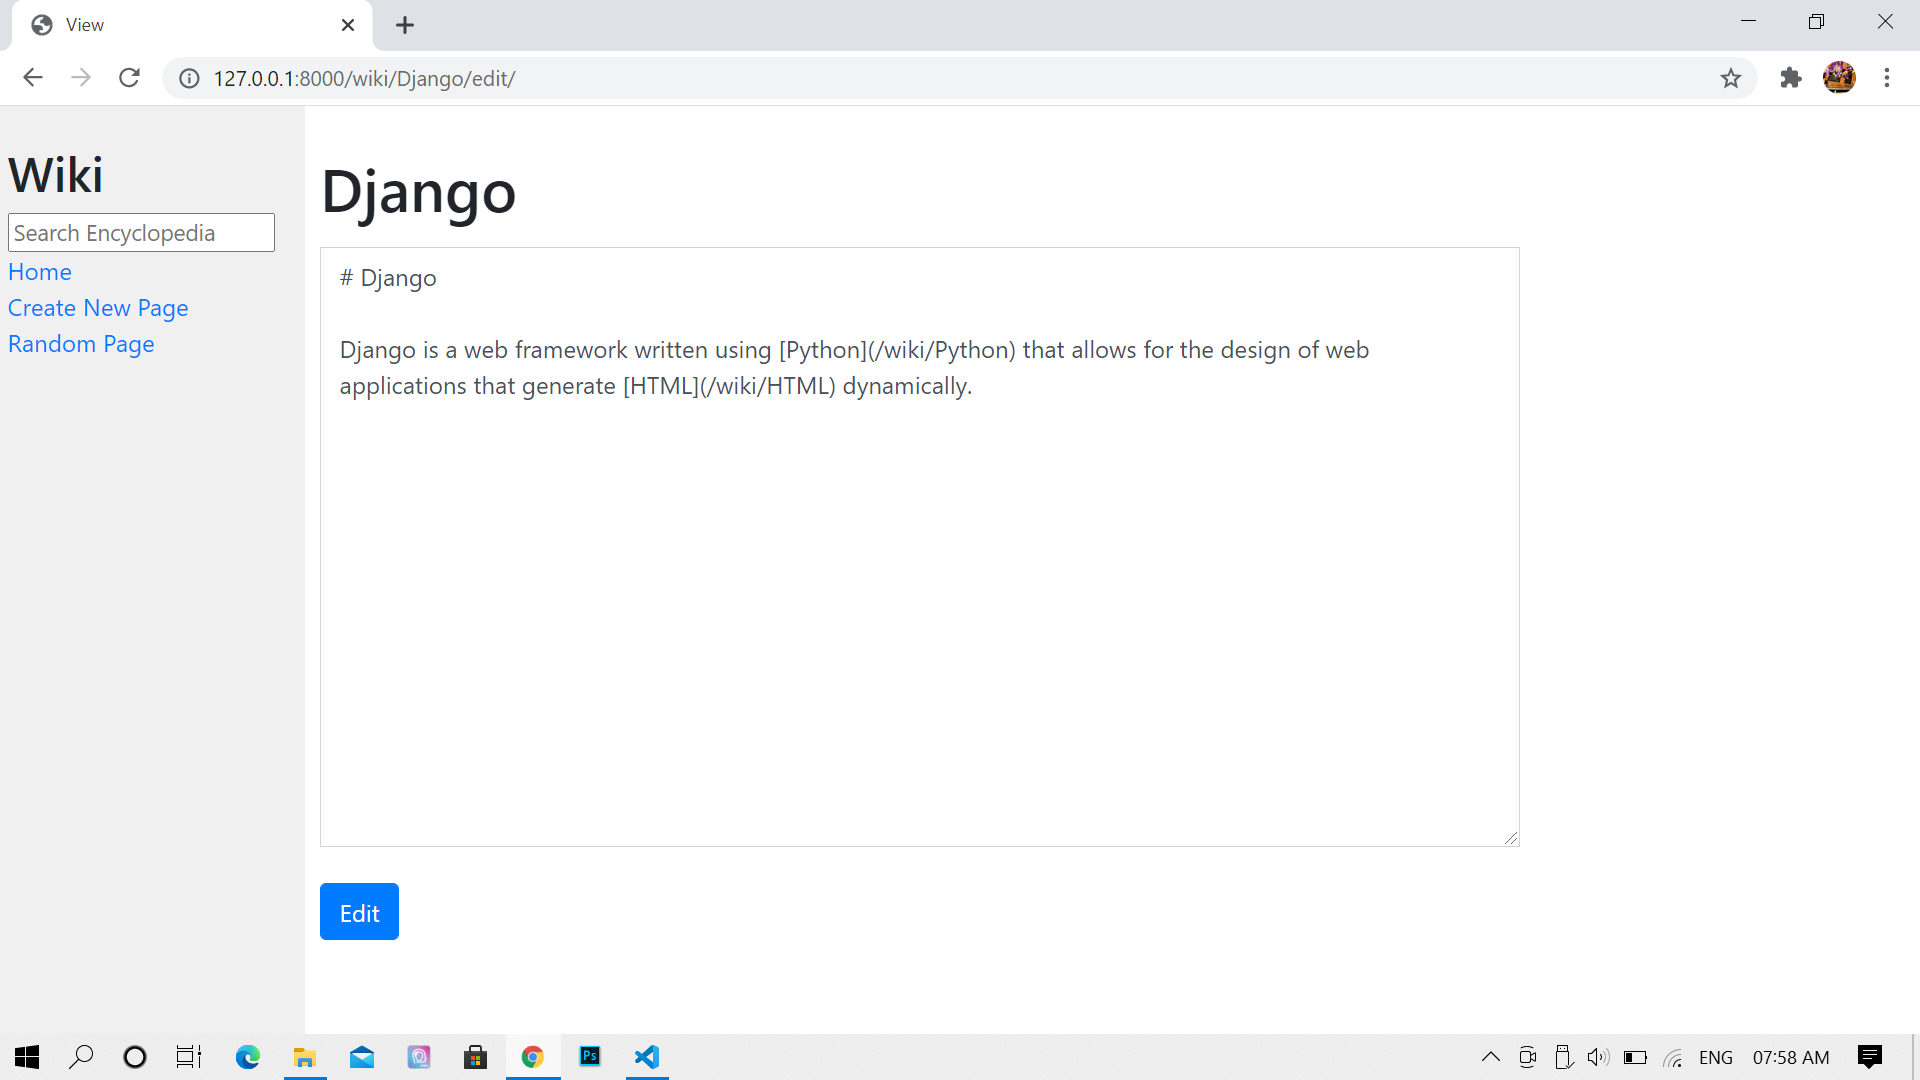 View
127.0.0.1:8000/wiki/Django/edit/
Wiki
Search Encyclopedia
Home
Create New Page
Random Page
Django
# Django
Django is a web framework written using [Python](/wiki/Python) that allows for the design of web
applications that generate [HTML](/wiki/HTML) dynamically.
Edit
Ps
ENG
07:58 AM